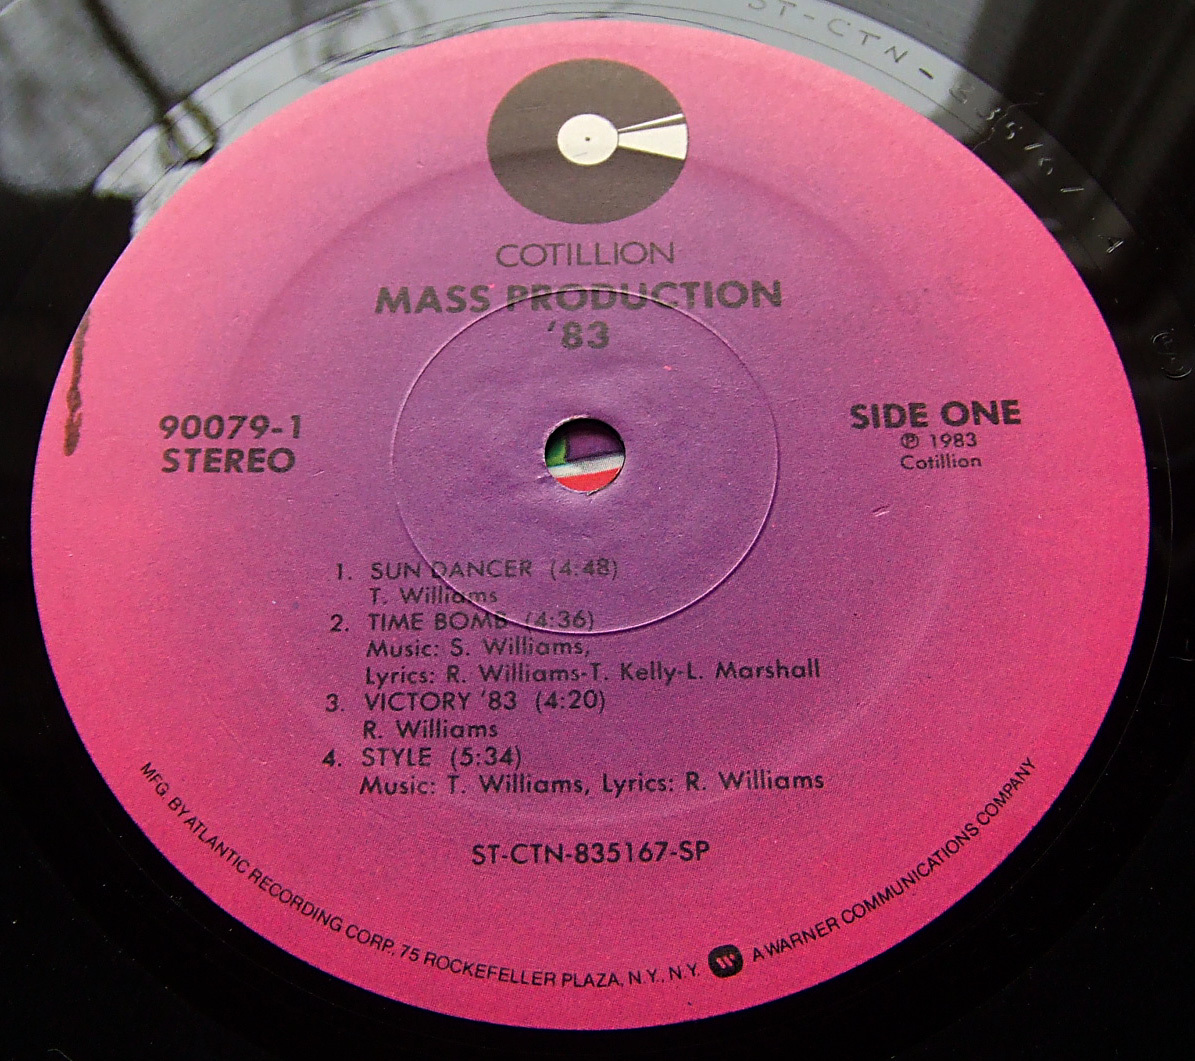 ST-CTN-
COTILLION
MASS PRODUCTION
'83
90079-1
STEREO
SIDE ONE
℗ 1983
Cotillion
1. SUN DANCER (4:48)
T. Williams
2. TIME BOMB (4:36)
Music: S. Williams,
Lyrics: R. Williams-T. Kelly-L. Marshall
3. VICTORY '83 (4:20)
R. Williams
4. STYLE (5:34)
Music: T. Williams, Lyrics: R. Williams
ST-CTN-835167-SP
MFG. BY ATLANTIC RECORDING CORP., 75 ROCKEFELLER PLAZA, N.Y., N.Y. A WARNER COMMUNICATIONS COMPANY